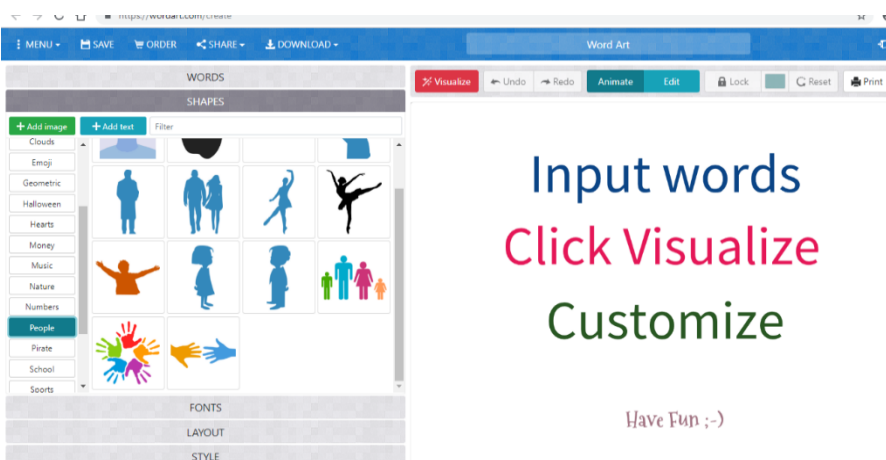 https://wordart.com/create
MENU SAVE ORDER SHARE DOWNLOAD Word Art
WORDS
SHAPES
Add image Add text Filter
Clouds
Emoji
Geometric
Halloween
Hearts
Money
Music
Nature
Numbers
People
Pirate
School
Sports
FONTS
LAYOUT
STYLE
Visualize Undo Redo Animate Edit Lock Reset Print
Input words
Click Visualize
Customize
Have Fun ;-)